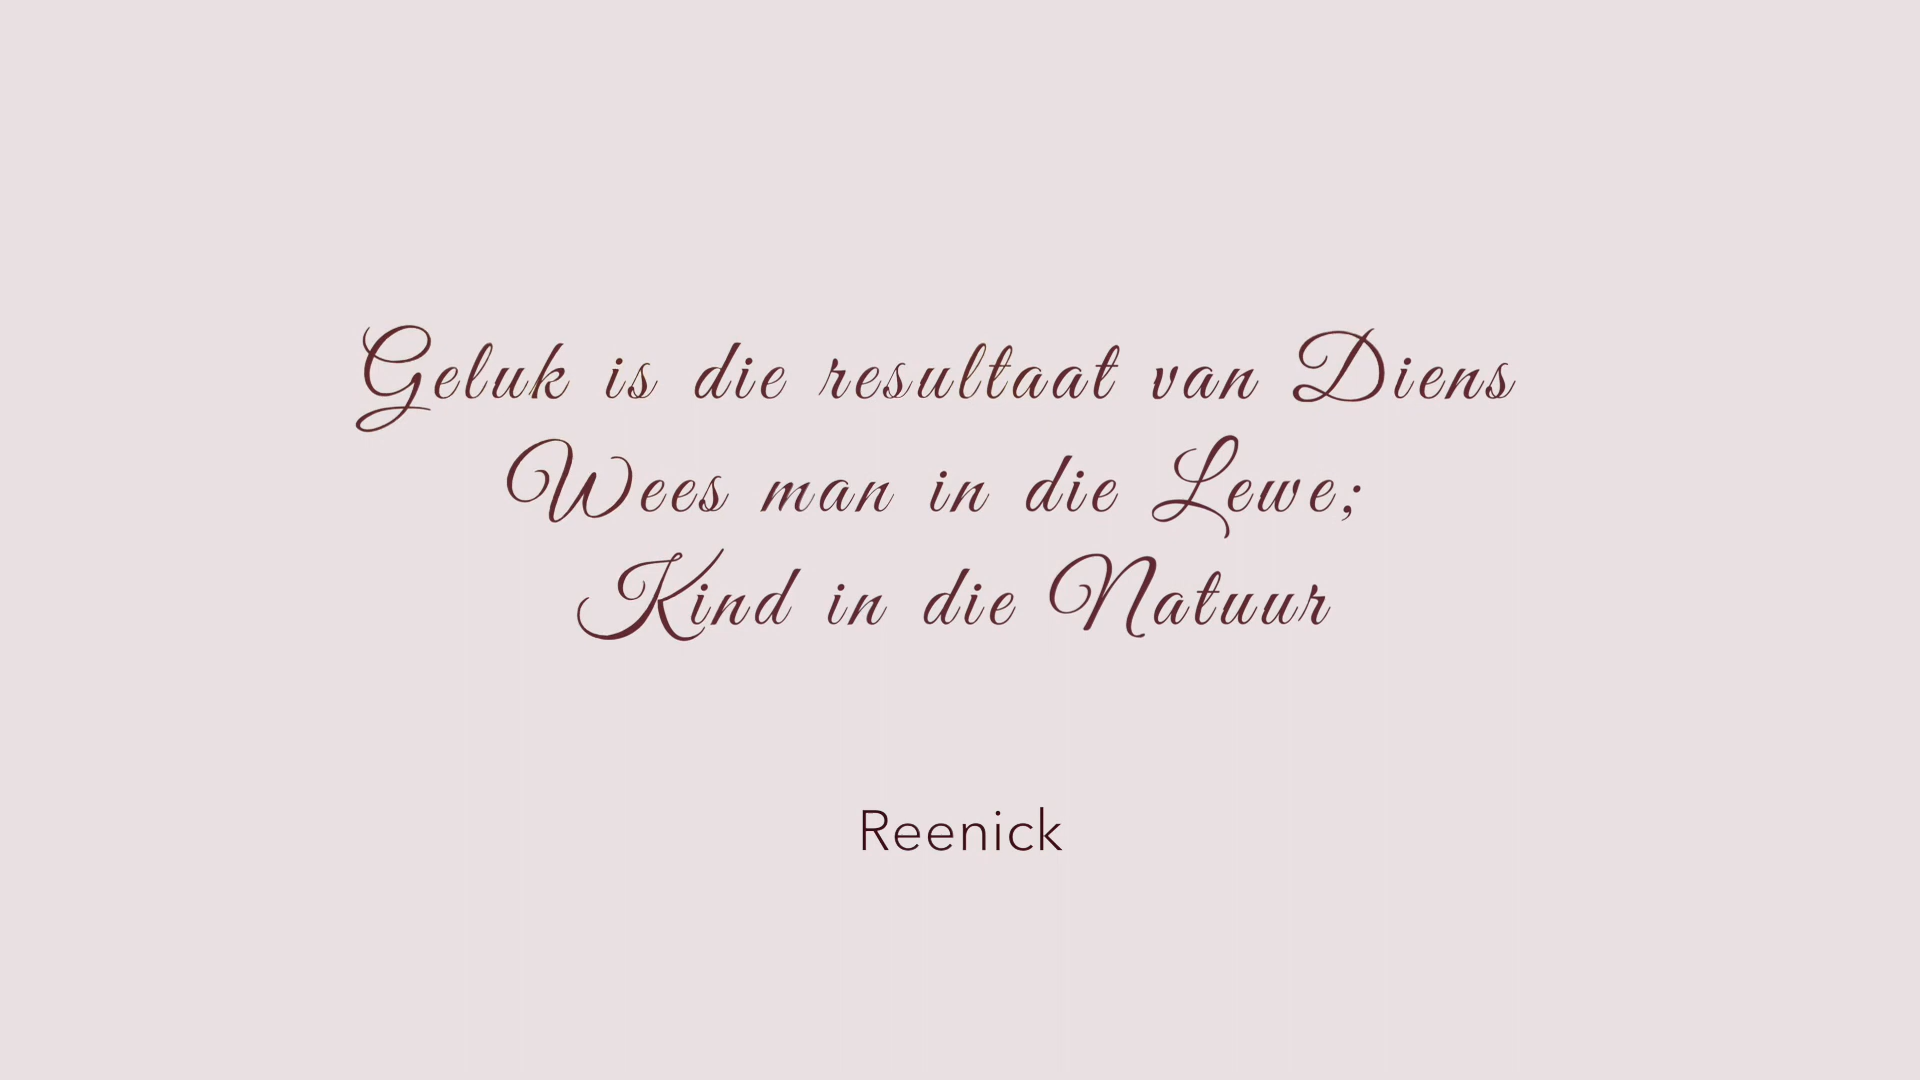 Geluk is die resultaat van Diens
Wees man in die Lewe;
Kind in die Natuur
Reenick